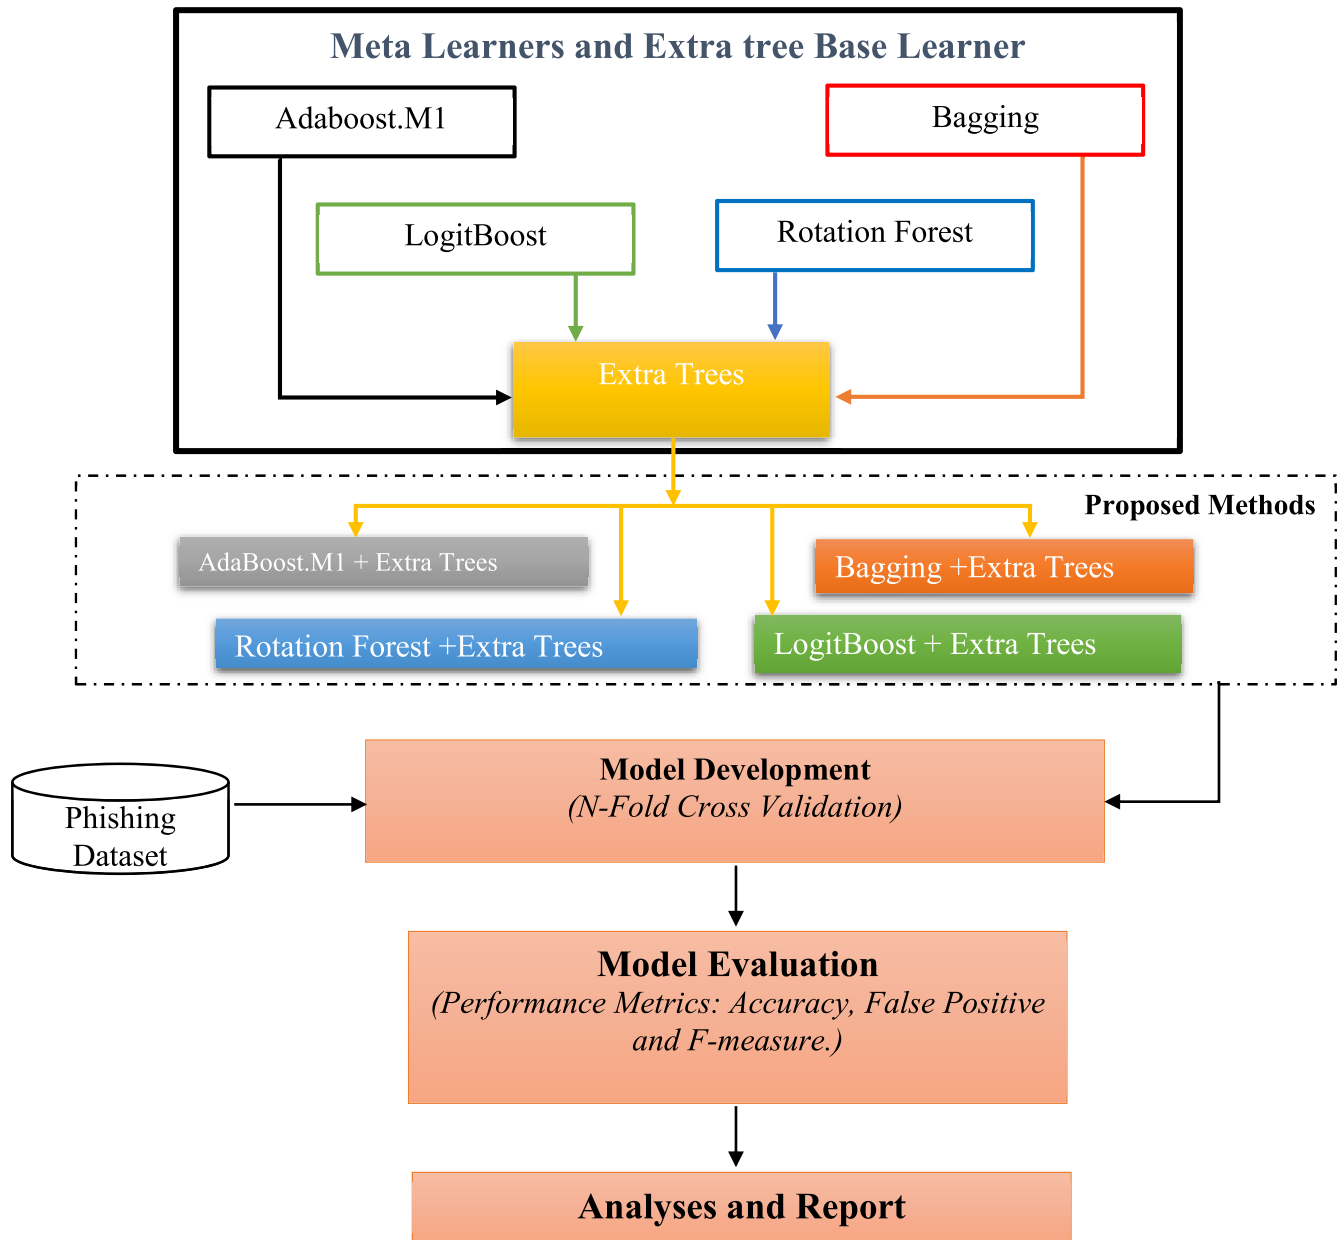 Meta Learners and Extra tree Base Learner
Adaboost.M1
Bagging
LogitBoost
Rotation Forest
Extra Trees
Proposed Methods
AdaBoost.M1 + Extra Trees
Bagging +Extra Trees
Rotation Forest +Extra Trees
LogitBoost + Extra Trees
Model Development
(N-Fold Cross Validation)
Phishing
Dataset
Model Evaluation
(Performance Metrics: Accuracy, False Positive
and F-measure.)
Analyses and Report